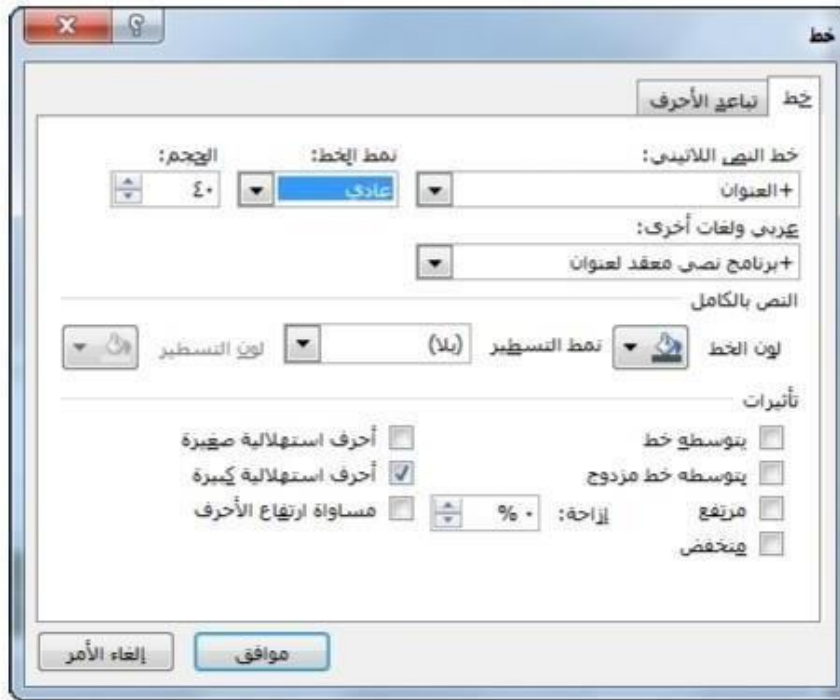 خط
خط تباعد الأحرف
خط النص اللاتيني: نمط الخط: الحجم:
+العنوان عادي ٤٠
عربي ولغات أخرى:
+برنامج نصي معقد لعنوان
النص بالكامل
لون الخط نمط التسطير (بلا) لون التسطير
تأثيرات
يتوسطه خط أحرف استهلالية صغيرة
يتوسطه خط مزدوج أحرف استهلالية كبيرة
مرتفع إزاحة: ٠ % مساواة ارتفاع الأحرف
منخفض
موافق إلغاء الأمر